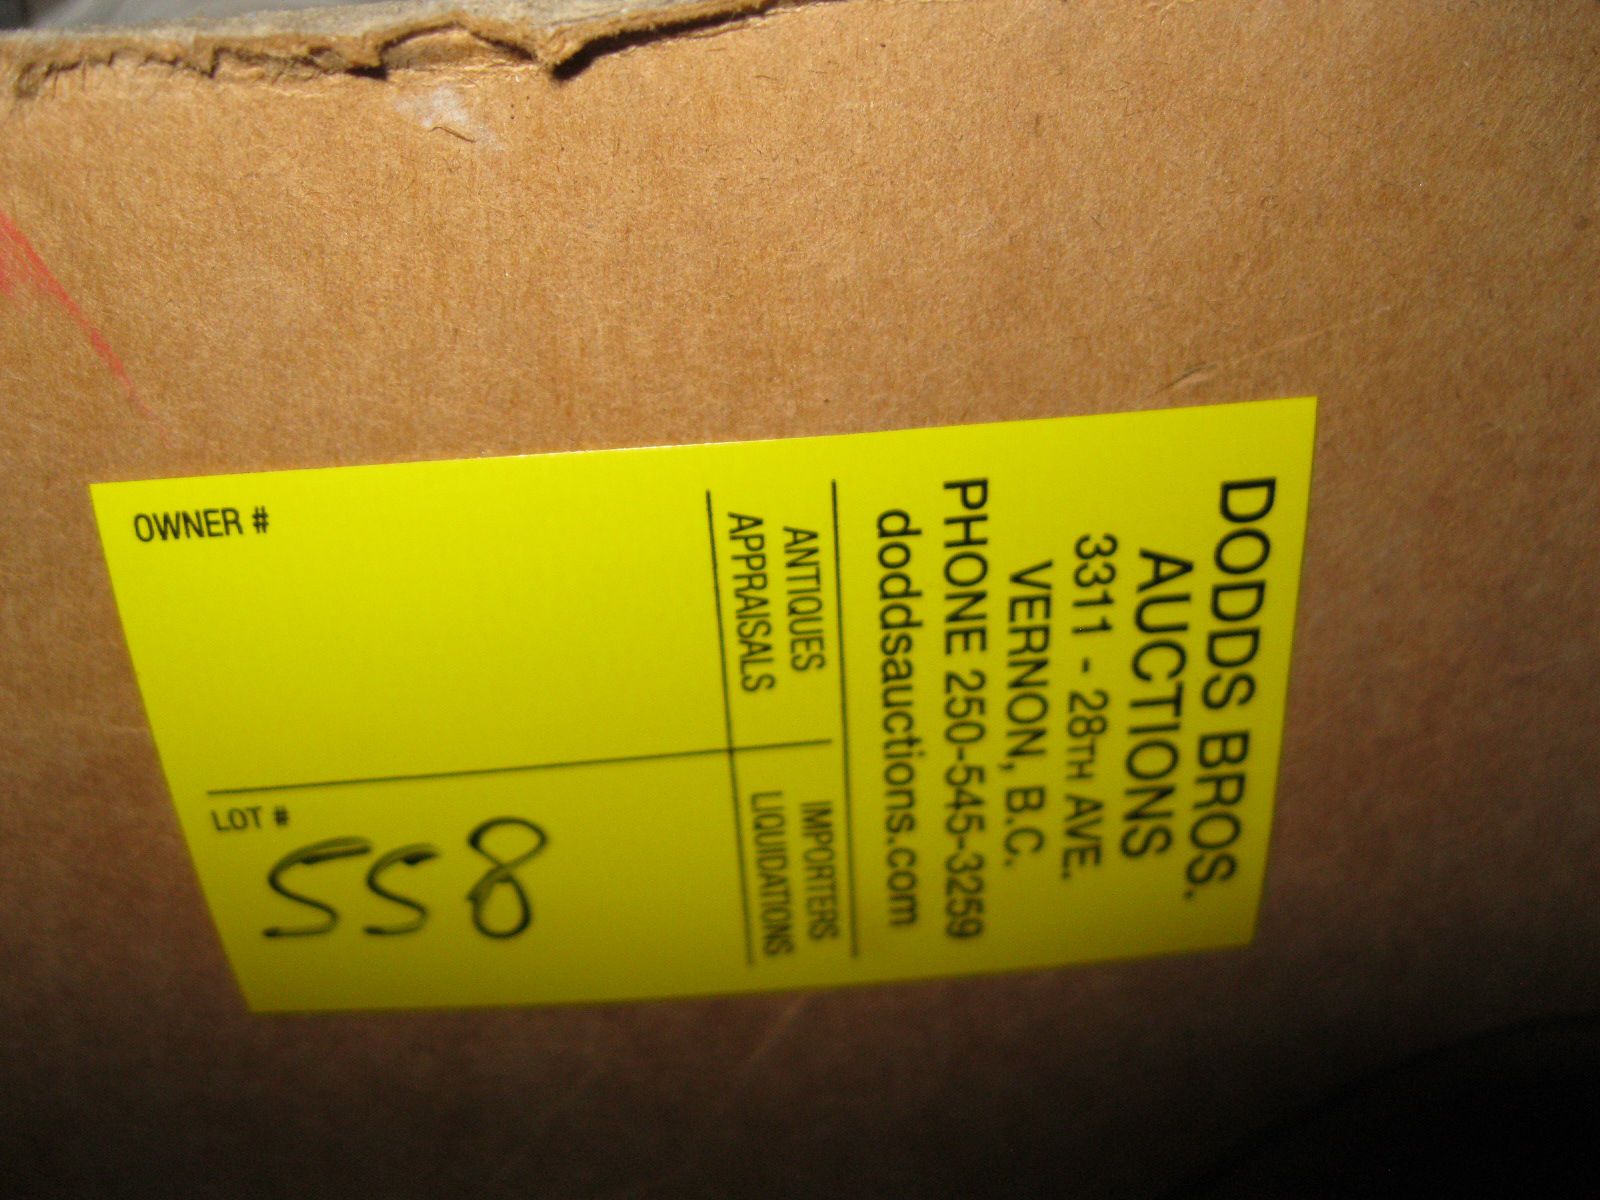 DODDS BROS.
AUCTIONS
3311 - 28TH AVE.
VERNON, B.C.
PHONE 250-545-3259
doddsauctions.com
ANTIQUES
APPRAISALS
IMPORTERS
LIQUIDATIONS
OWNER #
LOT #
558